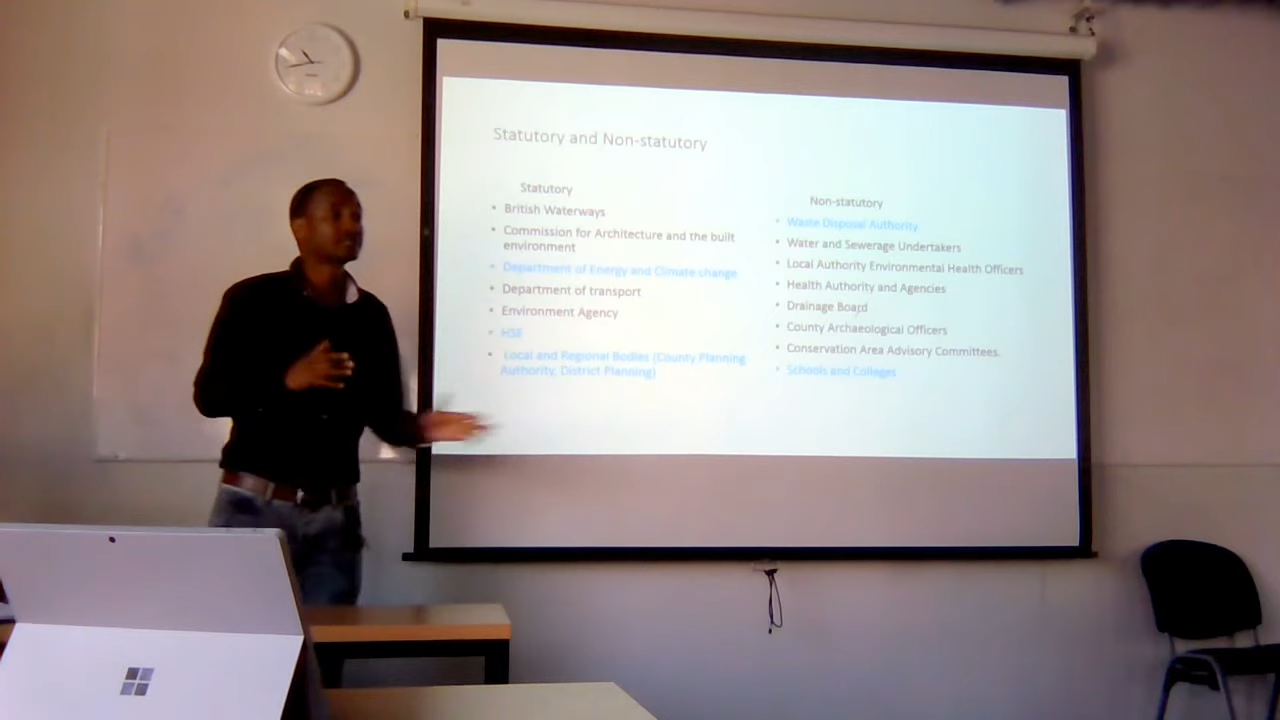 Statutory and Non-statutory
Statutory
• British Waterways
• Commission for Architecture and the built
environment
• Department of Energy and Climate change
• Department of transport
• Environment Agency
• HSE
• Local and Regional Bodies (County Planning
Authority, District Planning)
Non-statutory
• Waste Disposal Authority
• Water and Sewerage Undertakers
• Local Authority Environmental Health Officers
• Health Authority and Agencies
• Drainage Board
• County Archaeological Officers
• Conservation Area Advisory Committees.
• Schools and Colleges